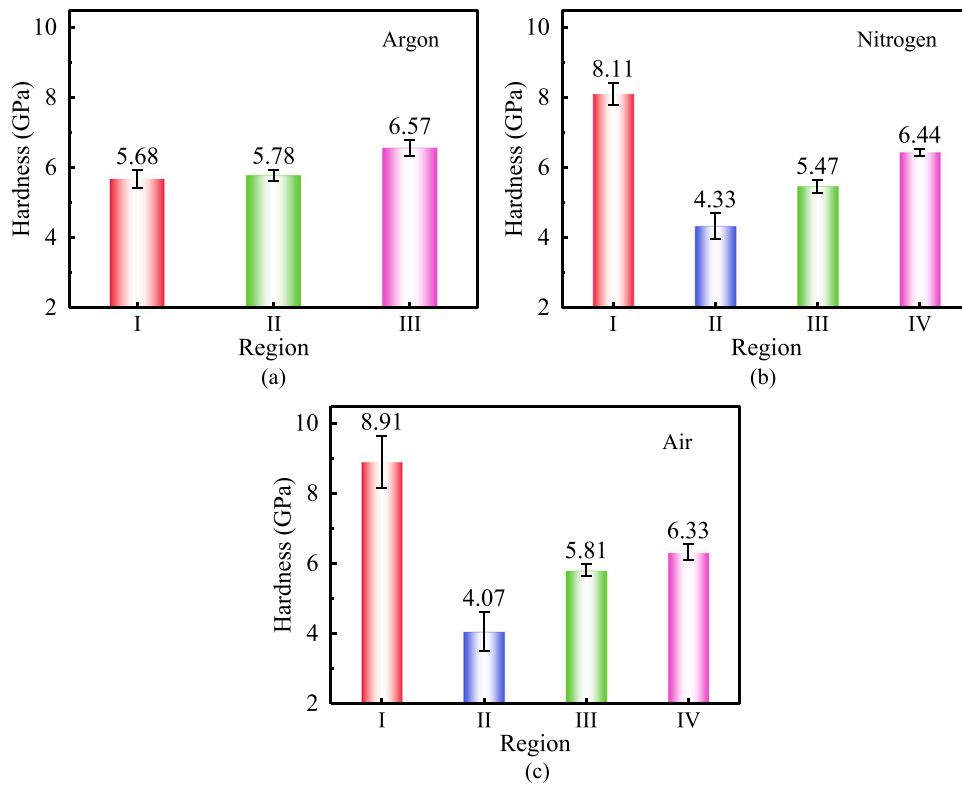 Argon
Hardness (GPa)
10
8
6
4
2
5.68
5.78
6.57
I
II
III
Region
(a)
Nitrogen
Hardness (GPa)
10
8
6
4
2
8.11
4.33
5.47
6.44
I
II
III
IV
Region
(b)
Air
Hardness (GPa)
10
8
6
4
2
8.91
4.07
5.81
6.33
I
II
III
IV
Region
(c)